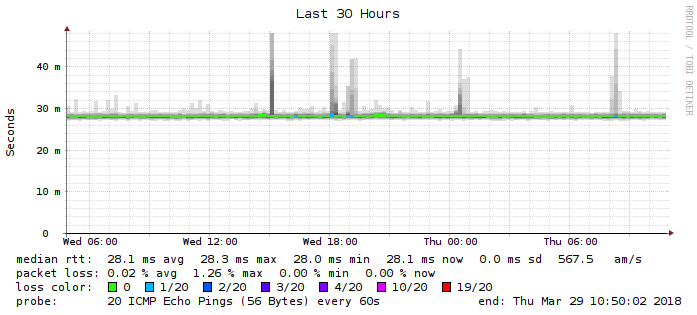 Last 30 Hours
RRDTOOL / TOBI OETIKER
Seconds
40 m
30 m
20 m
10 m
0
Wed 06:00 Wed 12:00 Wed 18:00 Thu 00:00 Thu 06:00
median rtt: 28.1 ms avg 28.3 ms max 28.0 ms min 28.1 ms now 0.0 ms sd 567.5 am/s
packet loss: 0.02 % avg 1.26 % max 0.00 % min 0.00 % now
loss color: 0 1/20 2/20 3/20 4/20 10/20 19/20
probe: 20 ICMP Echo Pings (56 Bytes) every 60s end: Thu Mar 29 10:50:02 2018